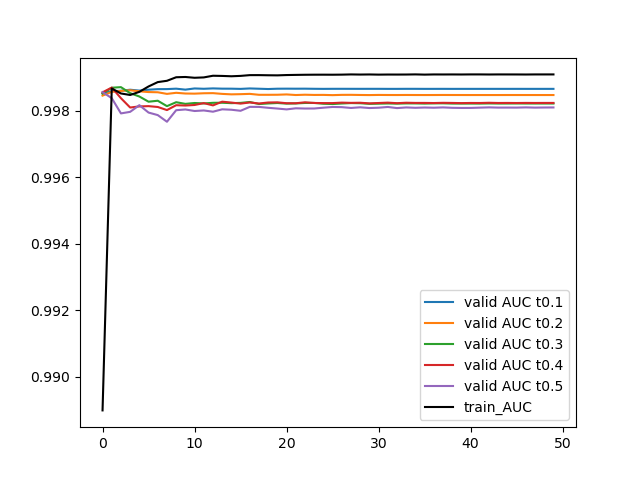 0.998
0.996
0.994
0.992
0.990
0 10 20 30 40 50
valid AUC t0.1
valid AUC t0.2
valid AUC t0.3
valid AUC t0.4
valid AUC t0.5
train_AUC